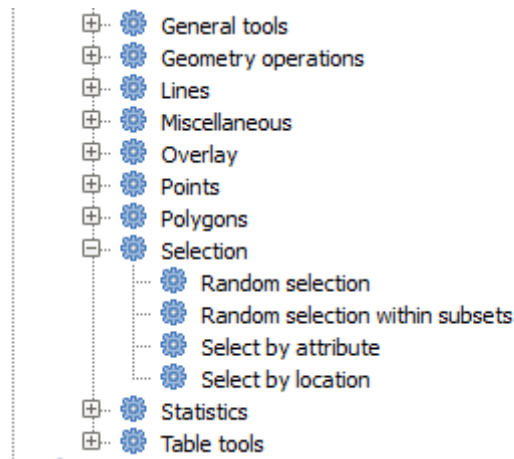 General tools
Geometry operations
Lines
Miscellaneous
Overlay
Points
Polygons
Selection
Random selection
Random selection within subsets
Select by attribute
Select by location
Statistics
Table tools